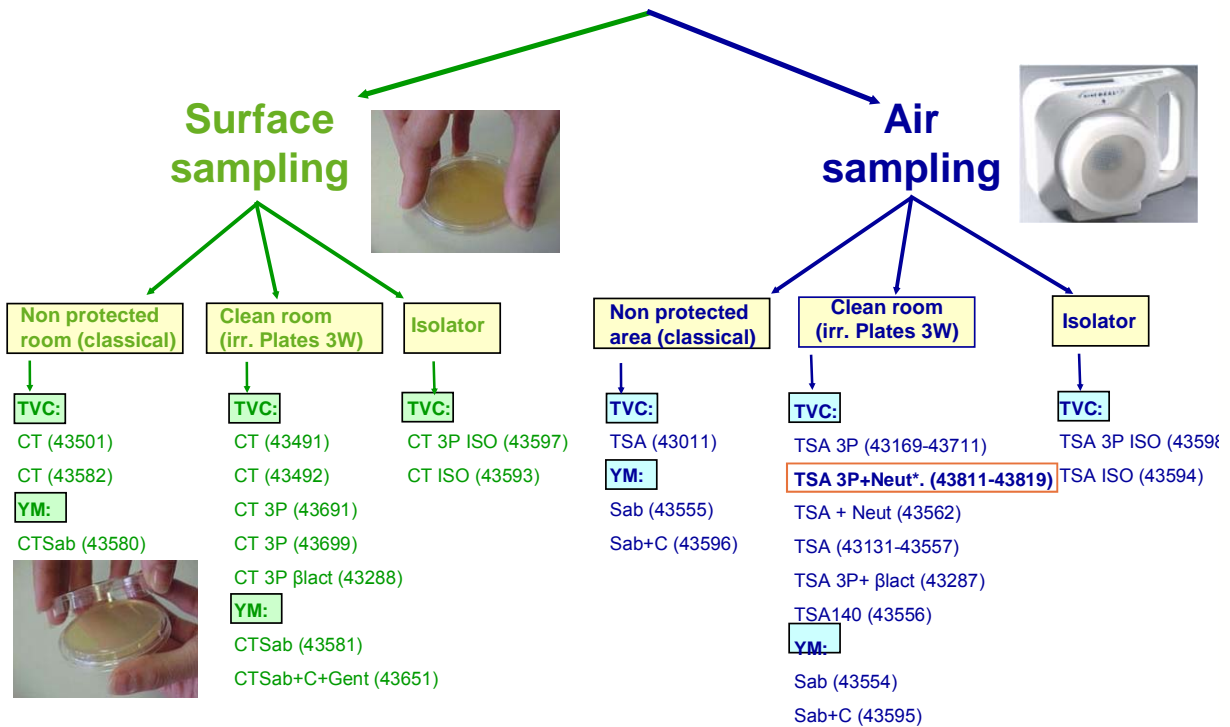 Surface
sampling
Air
sampling
Non protected
room (classical)
TVC:
CT (43501)
CT (43582)
YM:
CTSab (43580)
Clean room
(irr. Plates 3W)
TVC:
CT (43491)
CT (43492)
CT 3P (43691)
CT 3P (43699)
CT 3P βlact (43288)
YM:
CTSab (43581)
CTSab+C+Gent (43651)
Isolator
TVC:
CT 3P ISO (43597)
CT ISO (43593)
Non protected
area (classical)
TVC:
TSA (43011)
YM:
Sab (43555)
Sab+C (43596)
Clean room
(irr. Plates 3W)
TVC:
TSA 3P (43169-43711)
TSA 3P+Neut*. (43811-43819)
TSA + Neut (43562)
TSA (43131-43557)
TSA 3P+ βlact (43287)
TSA140 (43556)
YM:
Sab (43554)
Sab+C (43595)
Isolator
TVC:
TSA 3P ISO (43598
TSA ISO (43594)